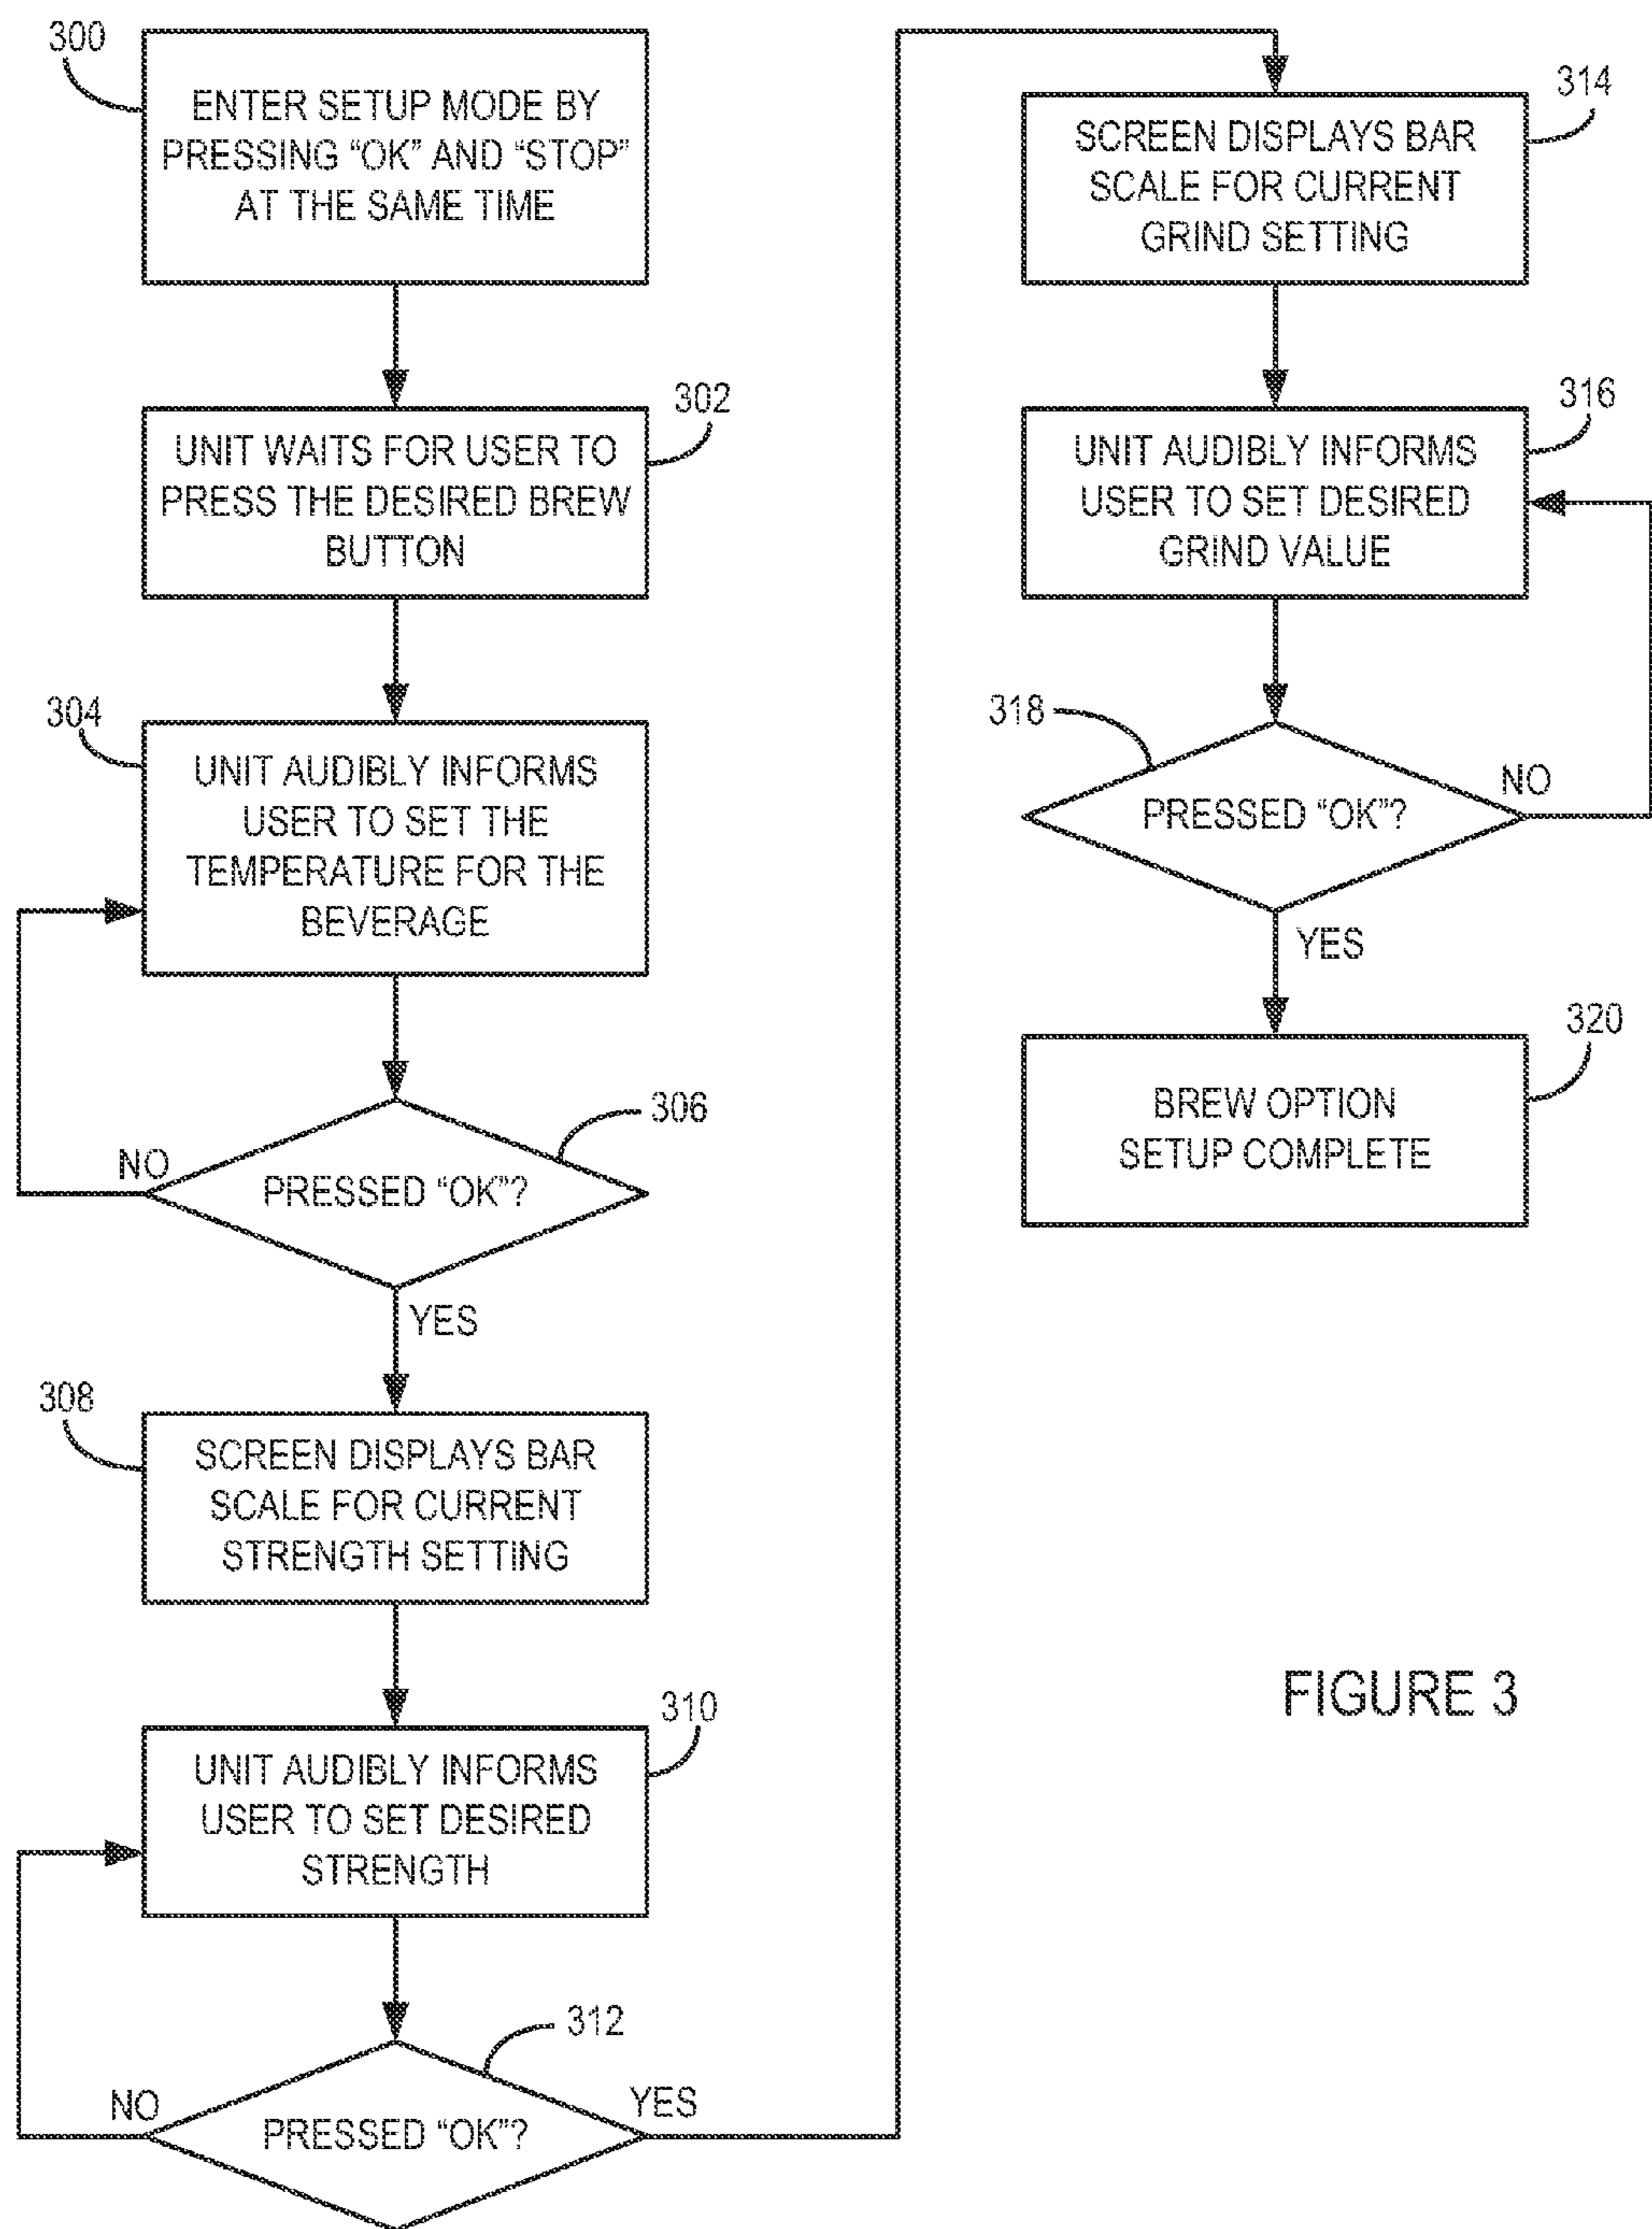 300
ENTER SETUP MODE BY
PRESSING “OK” AND “STOP”
AT THE SAME TIME
302
UNIT WAITS FOR USER TO
PRESS THE DESIRED BREW
BUTTON
304
UNIT AUDIBLY INFORMS
USER TO SET THE
TEMPERATURE FOR THE
BEVERAGE
306
NO
PRESSED “OK”?
YES
308
SCREEN DISPLAYS BAR
SCALE FOR CURRENT
STRENGTH SETTING
310
UNIT AUDIBLY INFORMS
USER TO SET DESIRED
STRENGTH
312
NO
YES
PRESSED “OK”?
314
SCREEN DISPLAYS BAR
SCALE FOR CURRENT
GRIND SETTING
316
UNIT AUDIBLY INFORMS
USER TO SET DESIRED
GRIND VALUE
318
NO
PRESSED “OK”?
YES
320
BREW OPTION
SETUP COMPLETE
FIGURE 3